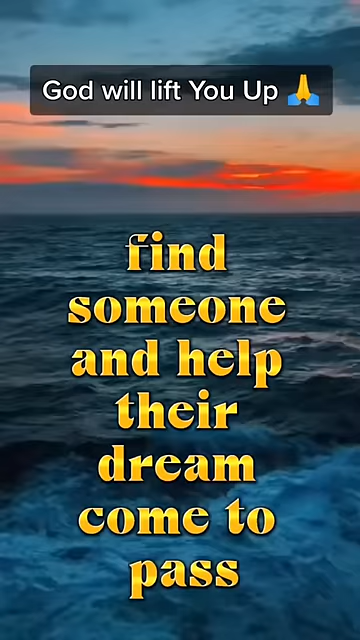 God will lift You Up 🙏
find
someone
and help
their
dream
come to
pass